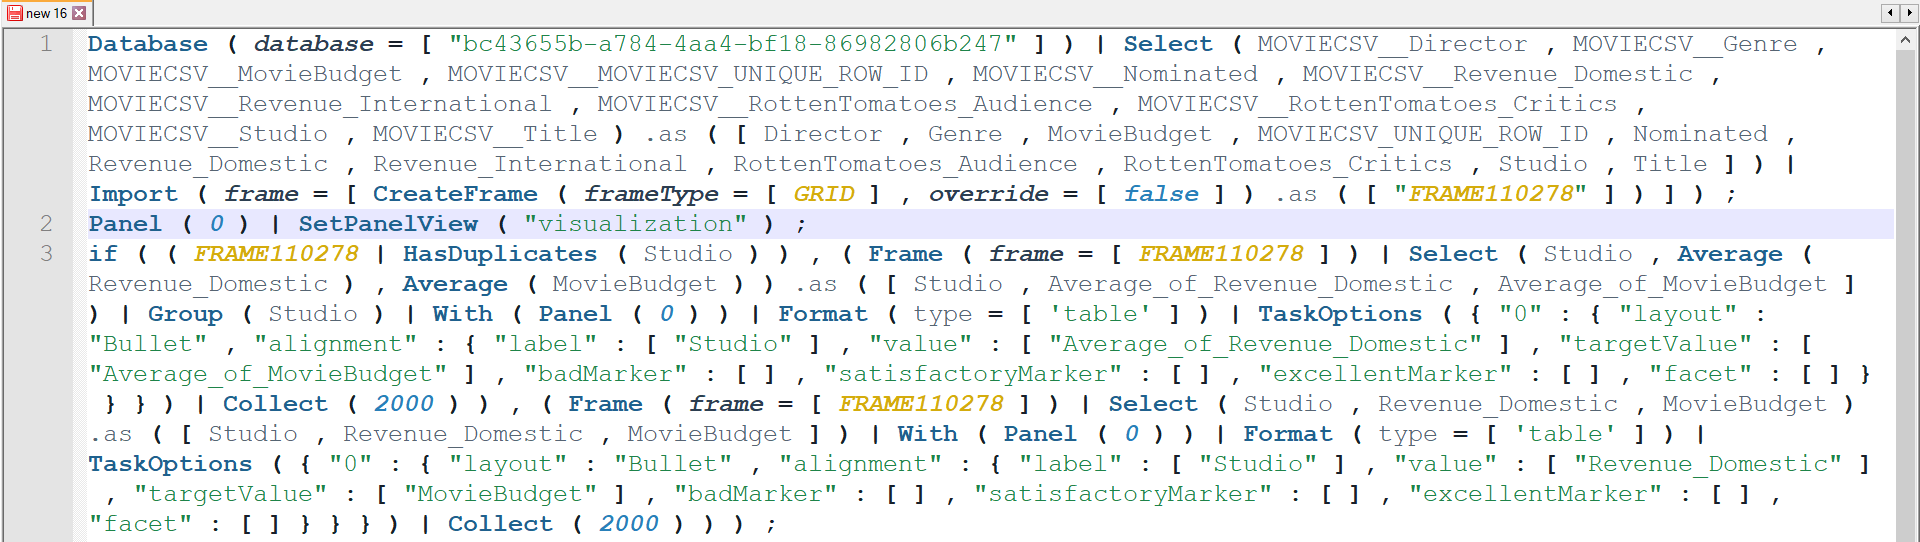 new 16
1 Database ( database = [ "bc43655b-a784-4aa4-bf18-86982806b247" ] ) | Select ( MOVIECSV__Director , MOVIECSV__Genre ,
MOVIECSV__MovieBudget , MOVIECSV__MOVIECSV_UNIQUE_ROW_ID , MOVIECSV__Nominated , MOVIECSV__Revenue_Domestic ,
MOVIECSV__Revenue_International , MOVIECSV__RottenTomatoes_Audience , MOVIECSV__RottenTomatoes_Critics ,
MOVIECSV__Studio , MOVIECSV__Title ) .as ( [ Director , Genre , MovieBudget , MOVIECSV_UNIQUE_ROW_ID , Nominated ,
Revenue_Domestic , Revenue_International , RottenTomatoes_Audience , RottenTomatoes_Critics , Studio , Title ] ) |
Import ( frame = [ CreateFrame ( frameType = [ GRID ] , override = [ false ] ) .as ( [ "FRAME110278" ] ) ] ) ;
2 Panel ( 0 ) | SetPanelView ( "visualization" ) ;
3 if ( ( FRAME110278 | HasDuplicates ( Studio ) ) , ( Frame ( frame = [ FRAME110278 ] ) | Select ( Studio , Average (
Revenue_Domestic ) , Average ( MovieBudget ) ) .as ( [ Studio , Average_of_Revenue_Domestic , Average_of_MovieBudget ]
) | Group ( Studio ) | With ( Panel ( 0 ) ) | Format ( type = [ 'table' ] ) | TaskOptions ( { "0" : { "layout" :
"Bullet" , "alignment" : { "label" : [ "Studio" ] , "value" : [ "Average_of_Revenue_Domestic" ] , "targetValue" : [
"Average_of_MovieBudget" ] , "badMarker" : [ ] , "satisfactoryMarker" : [ ] , "excellentMarker" : [ ] , "facet" : [ ] }
} } ) | Collect ( 2000 ) ) , ( Frame ( frame = [ FRAME110278 ] ) | Select ( Studio , Revenue_Domestic , MovieBudget )
.as ( [ Studio , Revenue_Domestic , MovieBudget ] ) | With ( Panel ( 0 ) ) | Format ( type = [ 'table' ] ) |
TaskOptions ( { "0" : { "layout" : "Bullet" , "alignment" : { "label" : [ "Studio" ] , "value" : [ "Revenue_Domestic" ]
, "targetValue" : [ "MovieBudget" ] , "badMarker" : [ ] , "satisfactoryMarker" : [ ] , "excellentMarker" : [ ] ,
"facet" : [ ] } } } ) | Collect ( 2000 ) ) ) ;